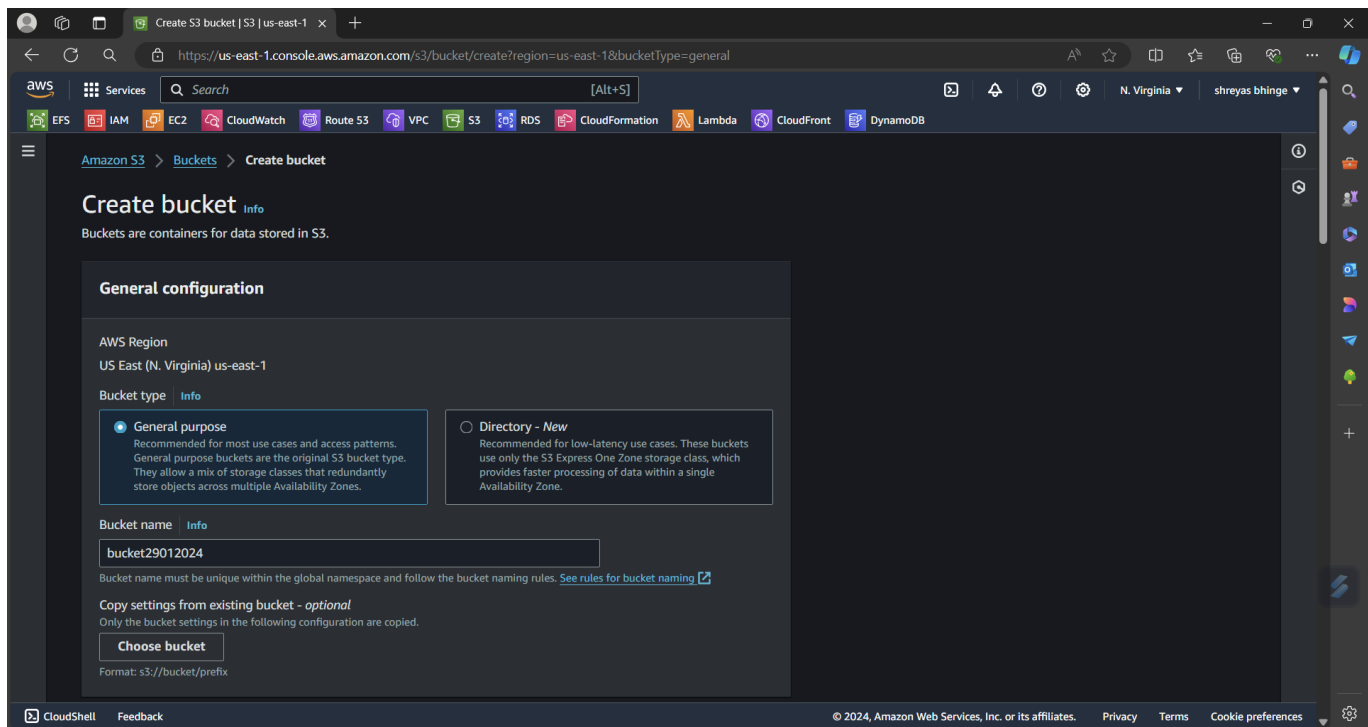 Create S3 bucket | S3 | us-east-1
https://us-east-1.console.aws.amazon.com/s3/bucket/create?region=us-east-1&bucketType=general
aws Services Search [Alt+S] N. Virginia ▼ shreyas bhinge ▼
EFS IAM EC2 CloudWatch Route 53 VPC S3 RDS CloudFormation Lambda CloudFront DynamoDB
Amazon S3 > Buckets > Create bucket
Create bucket Info
Buckets are containers for data stored in S3.
General configuration
AWS Region
US East (N. Virginia) us-east-1
Bucket type Info
General purpose
Recommended for most use cases and access patterns.
General purpose buckets are the original S3 bucket type.
They allow a mix of storage classes that redundantly
store objects across multiple Availability Zones.
Directory - New
Recommended for low-latency use cases. These buckets
use only the S3 Express One Zone storage class, which
provides faster processing of data within a single
Availability Zone.
Bucket name Info
bucket29012024
Bucket name must be unique within the global namespace and follow the bucket naming rules. See rules for bucket naming
Copy settings from existing bucket - optional
Only the bucket settings in the following configuration are copied.
Choose bucket
Format: s3://bucket/prefix
CloudShell Feedback © 2024, Amazon Web Services, Inc. or its affiliates. Privacy Terms Cookie preferences